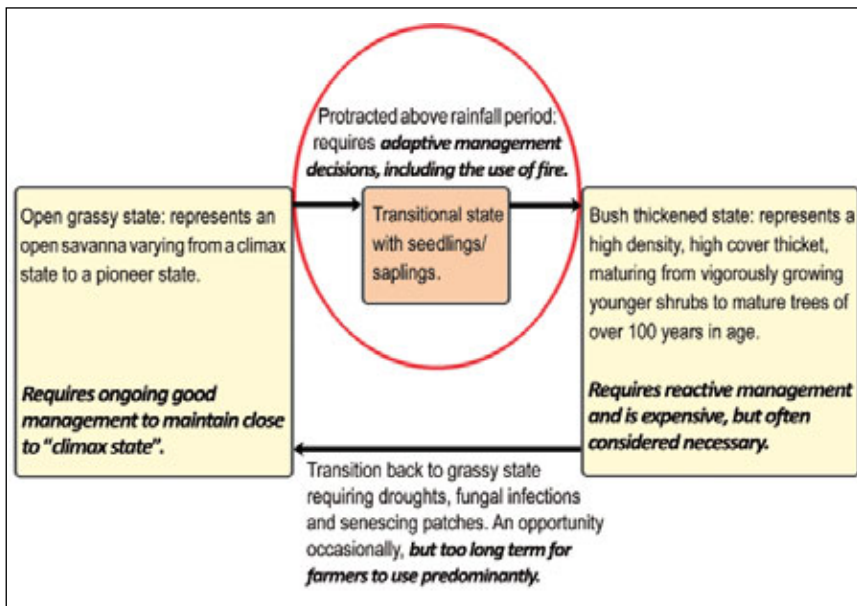 Protracted above rainfall period:
requires adaptive management
decisions, including the use of fire.
Open grassy state: represents an
open savanna varying from a climax
state to a pioneer state.
Requires ongoing good
management to maintain close
to “climax state”.
Transitional state
with seedlings/
saplings.
Bush thickened state: represents a
high density, high cover thicket,
maturing from vigorously growing
younger shrubs to mature trees of
over 100 years in age.
Requires reactive management
and is expensive, but often
considered necessary.
Transition back to grassy state
requiring droughts, fungal infections
and senescing patches. An opportunity
occasionally, but too long term for
farmers to use predominantly.